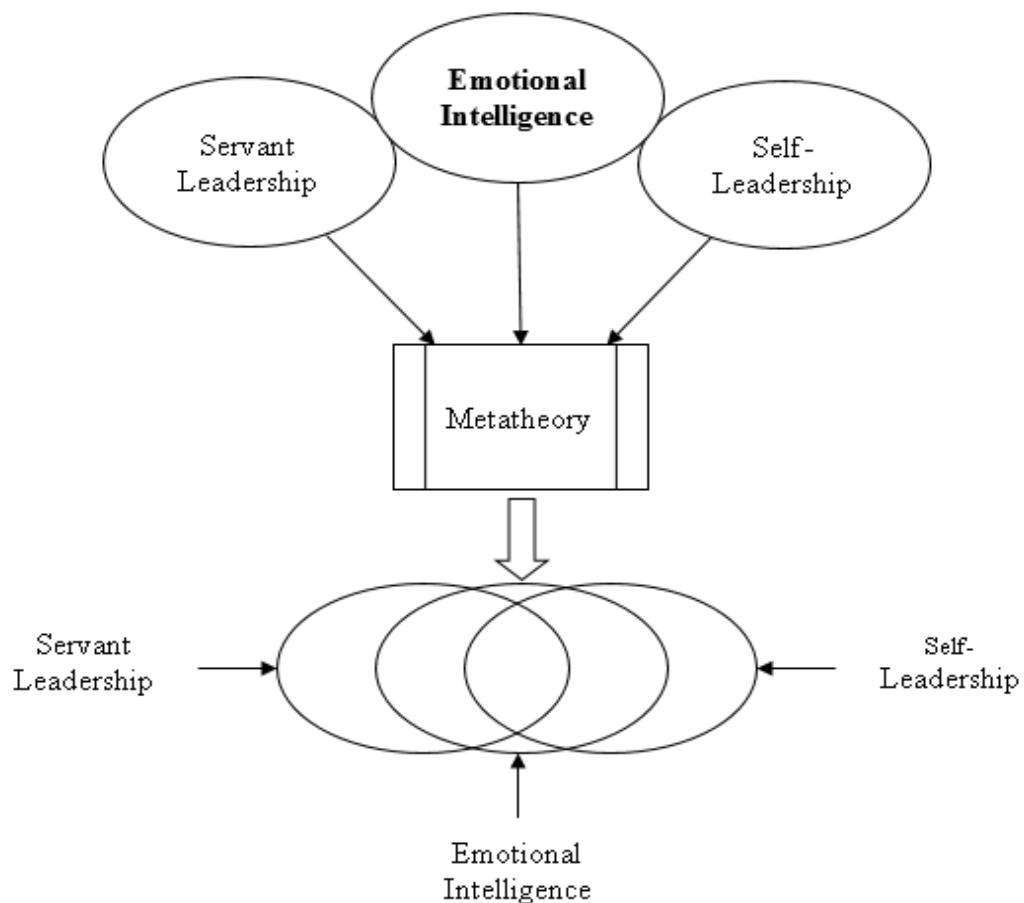 Emotional
Intelligence
Servant
Leadership
Self-
Leadership
Metatheory
Servant
Leadership
Self-
Leadership
Emotional
Intelligence